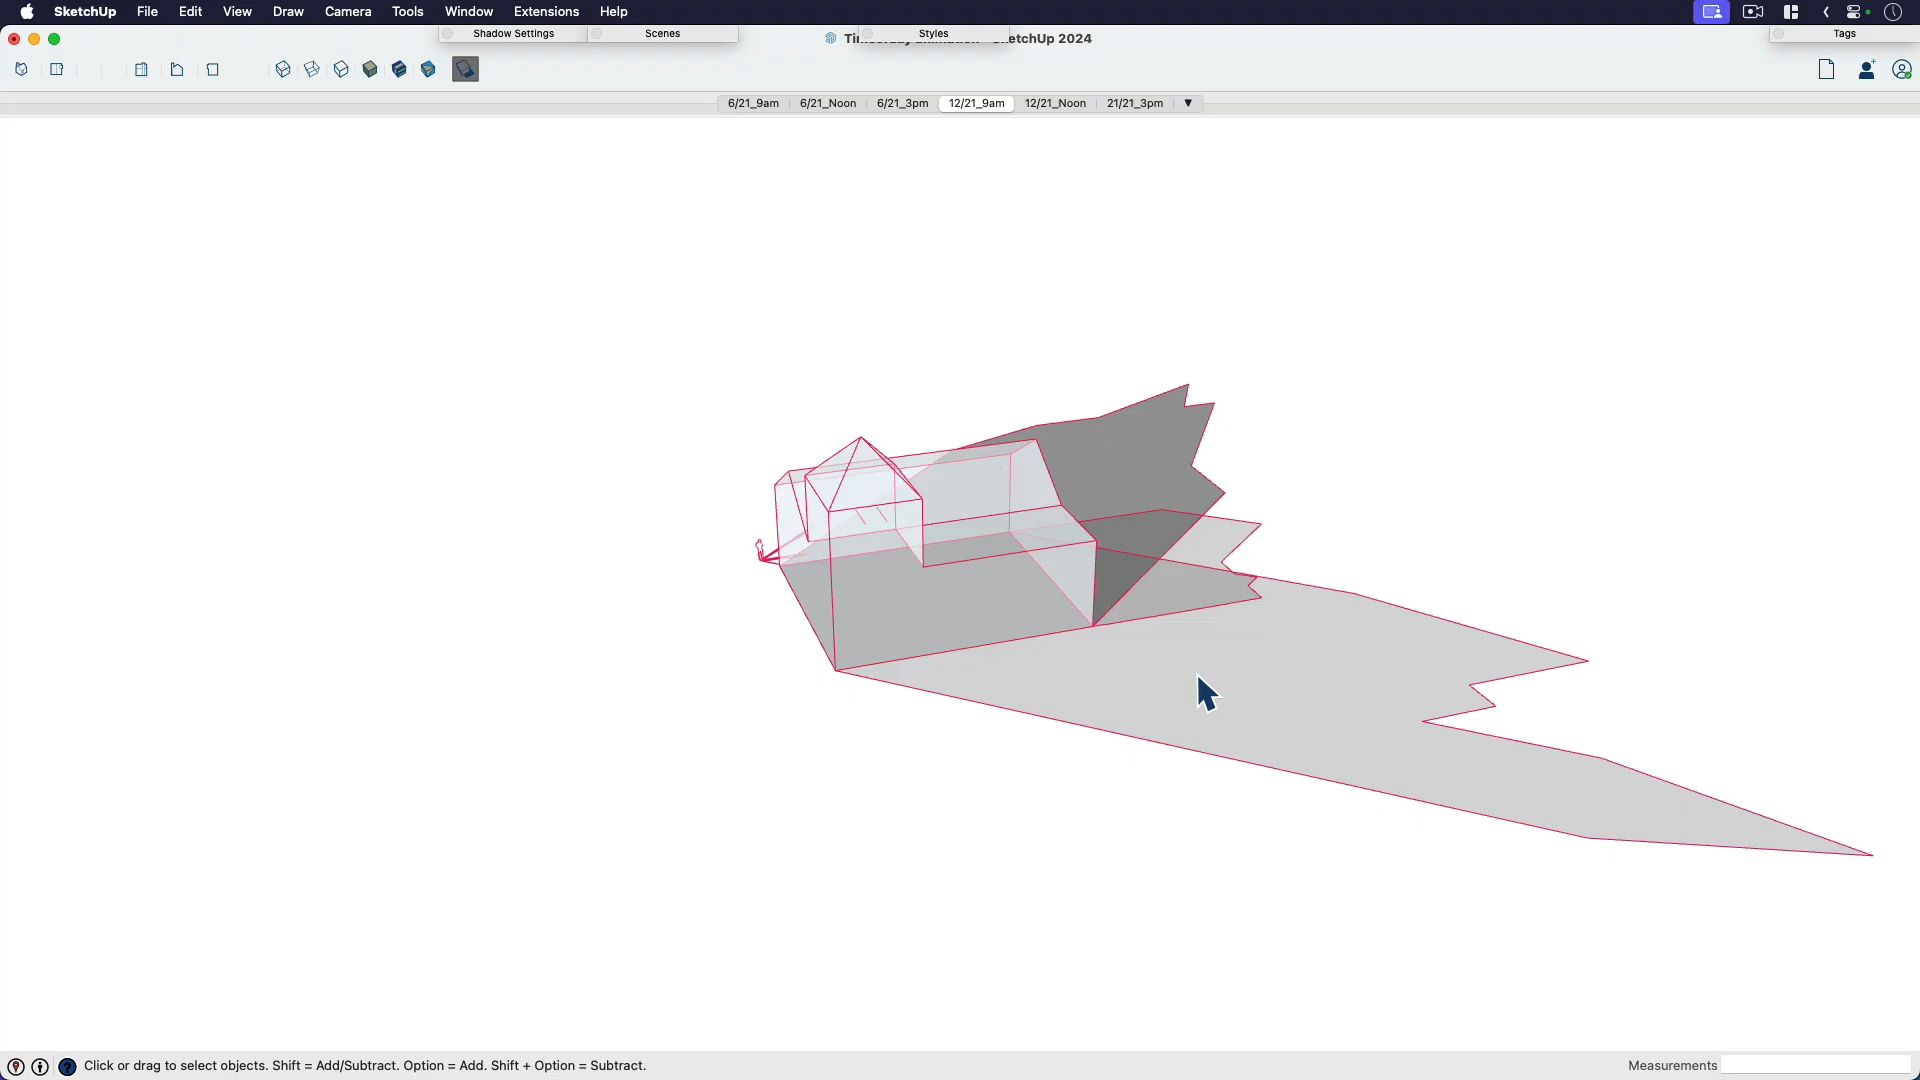 SketchUp File Edit View Draw Camera Tools Window Extensions Help
Shadow Settings Scenes Styles Tags
SketchUp 2024
6/21_9am 6/21_Noon 6/21_3pm 12/21_9am 12/21_Noon 21/21_3pm
Click or drag to select objects. Shift = Add/Subtract. Option = Add. Shift + Option = Subtract.
Measurements